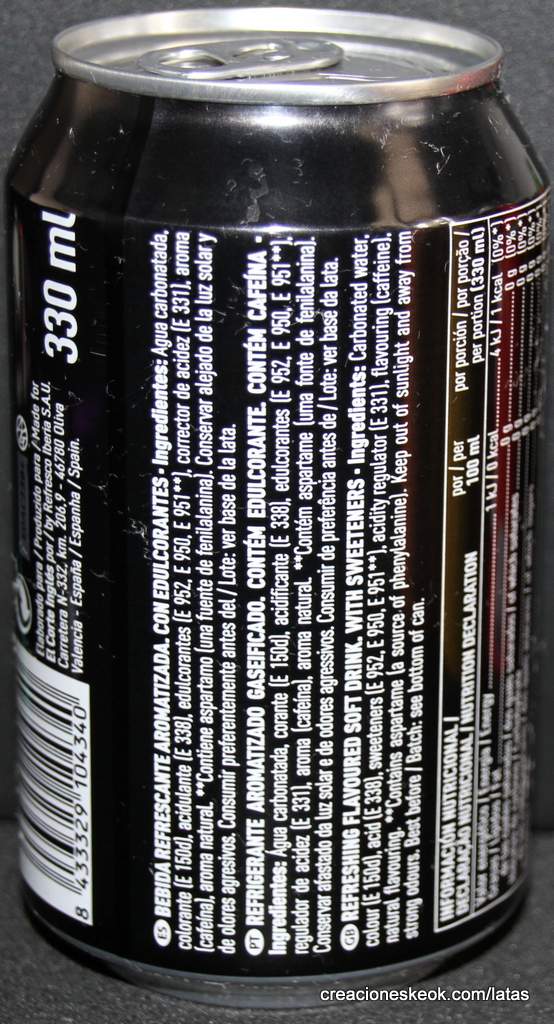 330 ml
Elaborado para / Produzido para / Made for
El Corte Inglés por / by Refresco Iberia S.A.U.
Carretera N-332, km. 206,9 - 46780 Oliva
Valencia - España / Spain.
8 433329 104340
ES BEBIDA REFRESCANTE AROMATIZADA. CON EDULCORANTES - Ingredientes: Agua carbonatada,
colorante (E 150d), acidulante (E 338), edulcorantes (E 952, E 950, E 951**), corrector de acidez (E 331), aroma
(cafeína), aroma natural. **Contiene aspartamo (una fuente de fenilalanina). Conservar alejado de la luz solar y
de olores agresivos. Consumir preferentemente antes del / Lote: ver base de la lata.
PT REFRIGERANTE AROMATIZADO GASEIFICADO. CONTÉM EDULCORANTE. CONTÉM CAFEÍNA -
Ingredientes: Água carbonatada, corante (E 150d), acidificante (E 338), edulcorantes (E 952, E 950, E 951**),
regulador de acidez (E 331), aroma (cafeína), aroma natural. **Contém aspartame (uma fonte de fenilalanina).
Conservar afastado da luz solar e de odores agressivos. Consumir de preferência antes de / Lote: ver base da lata.
GB REFRESHING FLAVOURED SOFT DRINK. WITH SWEETENERS - Ingredients: Carbonated water,
colour (E 150d), acid (E 338), sweeteners (E 952, E 950, E 951**), acidity regulator (E 331), flavouring (caffeine),
natural flavouring. **Contains aspartame (a source of phenylalanine). Keep out of sunlight and away from
strong odours. Best before / Batch: see bottom of can.
INFORMACIÓN NUTRICIONAL / por / per por porción / por porção /
DECLARAÇÃO NUTRICIONAL / NUTRITION DECLARATION 100 ml per portion (330 ml)
1 kJ / 0 kcal 4 kJ / 1 kcal (0%*)
0 g 0 g (0%*)
creacioneskeok.com/latas